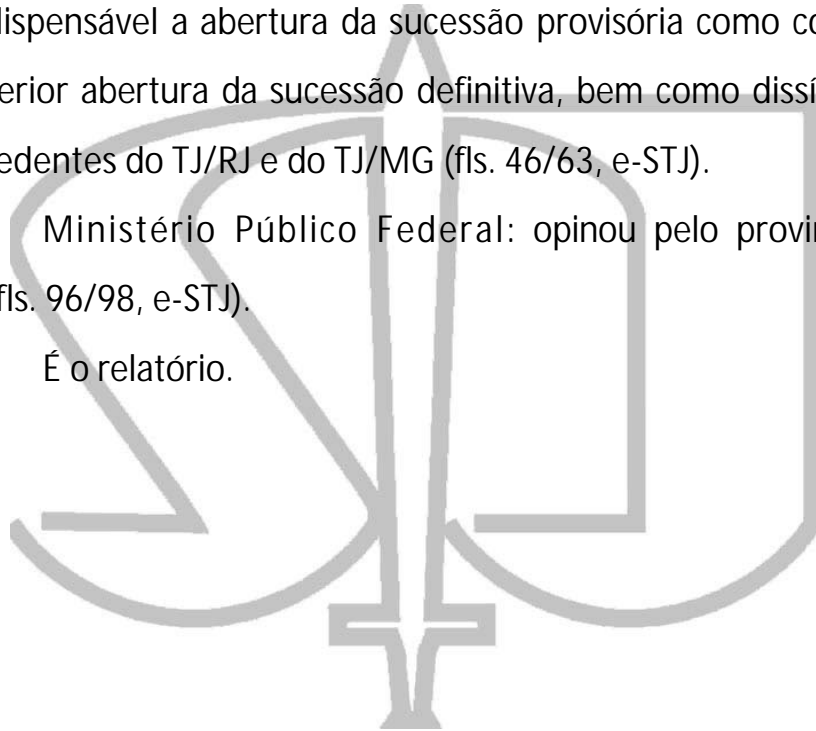 dispensável a abertura da sucessão provisória como co
erior abertura da sucessão definitiva, bem como dissí
edentes do TJ/RJ e do TJ/MG (fls. 46/63, e-STJ).
Ministério Público Federal: opinou pelo provi
fls. 96/98, e-STJ).
É o relatório.